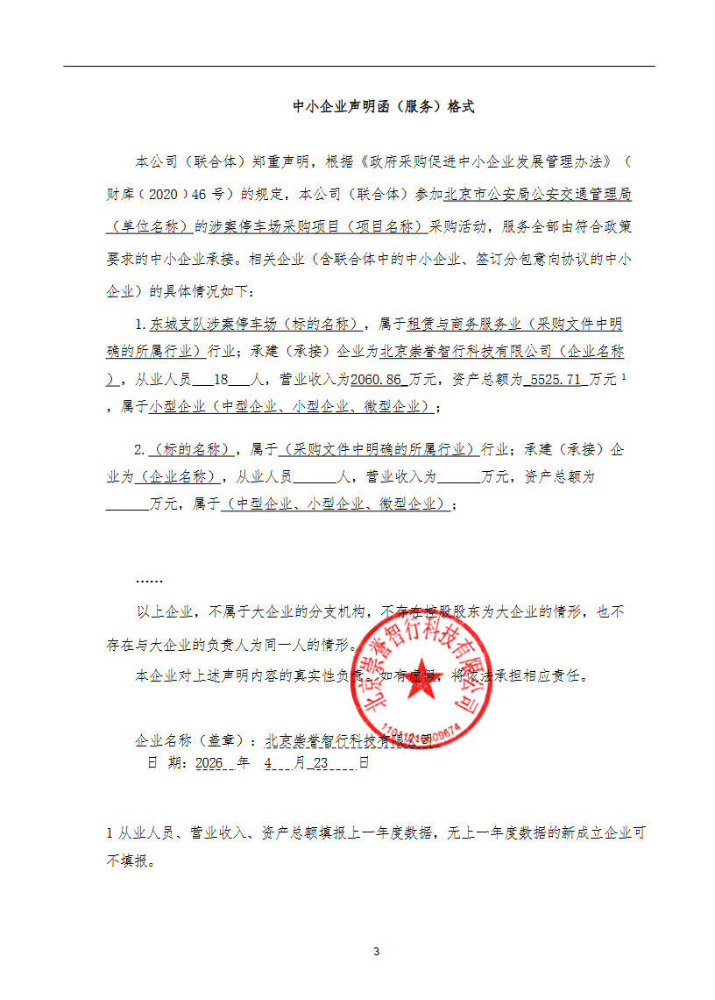 中小企业声明函（服务）格式
本公司（联合体）郑重声明，根据《政府采购促进中小企业发展管理办法》（
财库﹝2020﹞46 号）的规定，本公司（联合体）参加北京市公安局公安交通管理局
（单位名称）的涉案停车场采购项目（项目名称）采购活动，服务全部由符合政策
要求的中小企业承接。相关企业（含联合体中的中小企业、签订分包意向协议的中小
企业）的具体情况如下：
1. 东城支队涉案停车场（标的名称），属于租赁与商务服务业（采购文件中明
确的所属行业）行业；承建（承接）企业为北京崇誉智行科技有限公司（企业名称
），从业人员___18___人，营业收入为2060.86_万元，资产总额为_5525.71_万元¹
，属于小型企业（中型企业、小型企业、微型企业）；
2. （标的名称），属于（采购文件中明确的所属行业）行业；承建（承接）企
业为（企业名称），从业人员______人，营业收入为______万元，资产总额为
______万元，属于（中型企业、小型企业、微型企业）；
……
以上企业，不属于大企业的分支机构，不存在控股股东为大企业的情形，也不
存在与大企业的负责人为同一人的情形。
本企业对上述声明内容的真实性负责。如有虚假，将依法承担相应责任。
北京崇誉智行科技有限公司
企业名称（盖章）：北京崇誉智行科技有限公司
日 期：2026 年 4 月 23 日
1 从业人员、营业收入、资产总额填报上一年度数据，无上一年度数据的新成立企业可
不填报。
3